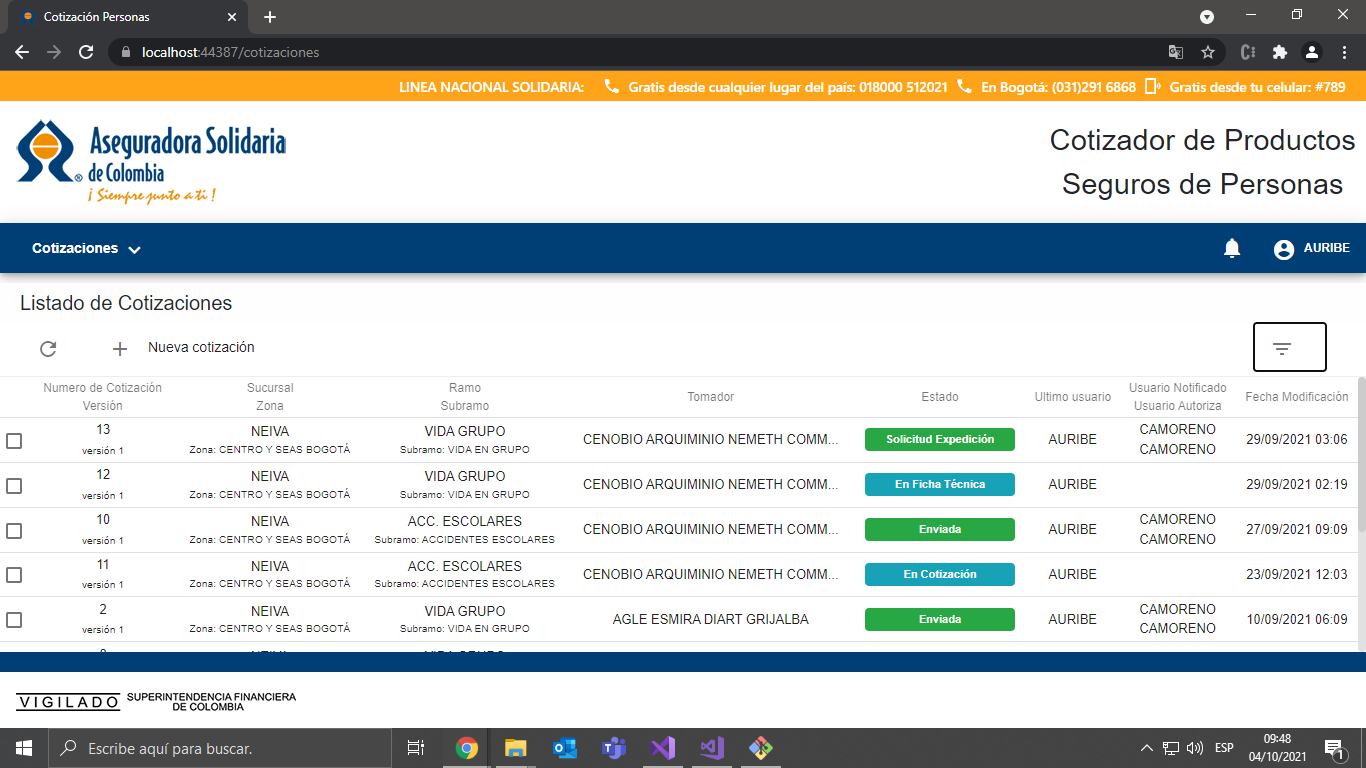 Cotización Personas
localhost:44387/cotizaciones
LINEA NACIONAL SOLIDARIA: Gratis desde cualquier lugar del país: 018000 512021 En Bogotá: (031)291 6868 Gratis desde tu celular: #789
Aseguradora Solidaria
de Colombia
¡Siempre junto a ti!
Cotizador de Productos
Seguros de Personas
Cotizaciones AURIBE
Listado de Cotizaciones
Nueva cotización
Numero de Cotización Sucursal Ramo Tomador Estado Ultimo usuario Usuario Notificado Fecha Modificación
Versión Zona Subramo Usuario Autoriza
13 NEIVA VIDA GRUPO CENOBIO ARQUIMINIO NEMETH COMM... Solicitud Expedición AURIBE CAMORENO 29/09/2021 03:06
versión 1 Zona: CENTRO Y SEAS BOGOTÁ Subramo: VIDA EN GRUPO CAMORENO
12 NEIVA VIDA GRUPO CENOBIO ARQUIMINIO NEMETH COMM... En Ficha Técnica AURIBE 29/09/2021 02:19
versión 1 Zona: CENTRO Y SEAS BOGOTÁ Subramo: VIDA EN GRUPO
10 NEIVA ACC. ESCOLARES CENOBIO ARQUIMINIO NEMETH COMM... Enviada AURIBE CAMORENO 27/09/2021 09:09
versión 1 Zona: CENTRO Y SEAS BOGOTÁ Subramo: ACCIDENTES ESCOLARES CAMORENO
11 NEIVA ACC. ESCOLARES CENOBIO ARQUIMINIO NEMETH COMM... En Cotización AURIBE 23/09/2021 12:03
versión 1 Zona: CENTRO Y SEAS BOGOTÁ Subramo: ACCIDENTES ESCOLARES
2 NEIVA VIDA GRUPO AGLE ESMIRA DIART GRIJALBA Enviada AURIBE CAMORENO 10/09/2021 06:09
versión 1 Zona: CENTRO Y SEAS BOGOTÁ Subramo: VIDA EN GRUPO CAMORENO
VIGILADO SUPERINTENDENCIA FINANCIERA
DE COLOMBIA
Escribe aquí para buscar.
ESP
09:48
04/10/2021
1